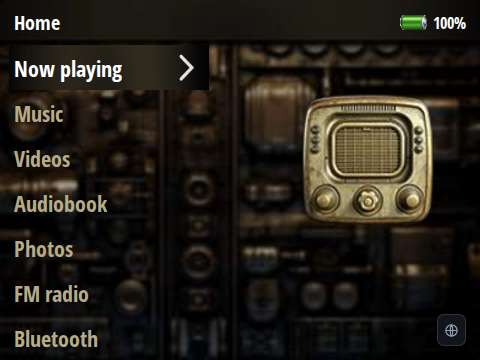 Home
100%
Now playing
Music
Videos
Audiobook
Photos
FM radio
Bluetooth